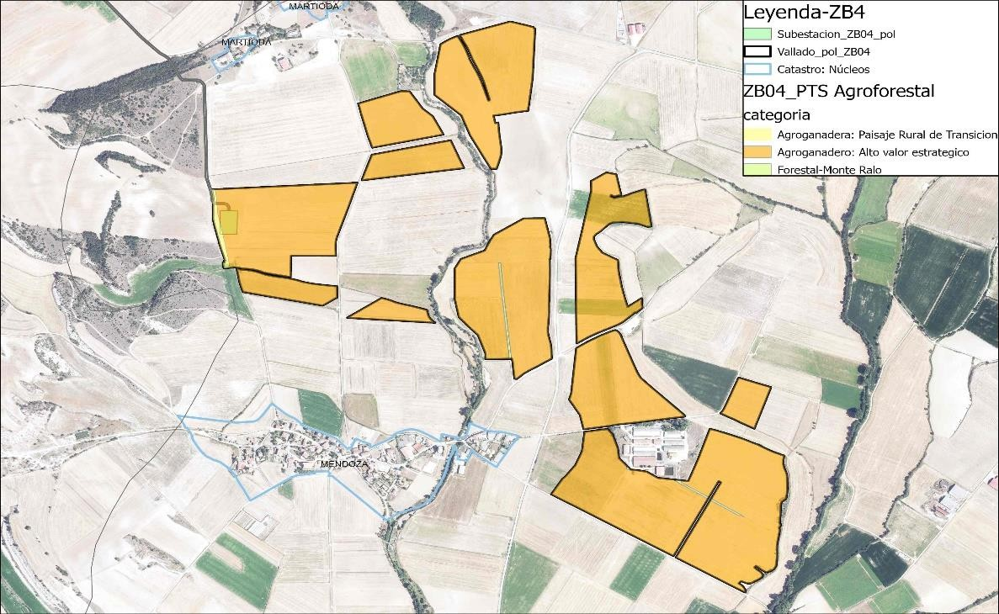 MARTIODA
MARTIODA
MENDOZA
Leyenda-ZB4
Subestacion_ZB04_pol
Vallado_pol_ZB04
Catastro: Núcleos
ZB04_PTS Agroforestal
categoria
Agroganadera: Paisaje Rural de Transicion
Agroganadero: Alto valor estrategico
Forestal-Monte Ralo